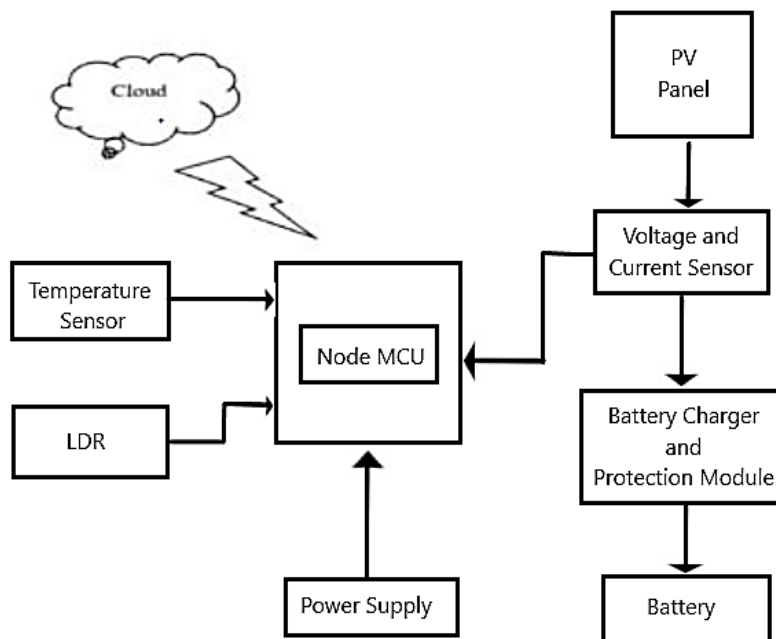 Cloud
PV
Panel
Voltage and
Current Sensor
Temperature
Sensor
Node MCU
LDR
Battery Charger
and
Protection Module
Power Supply
Battery